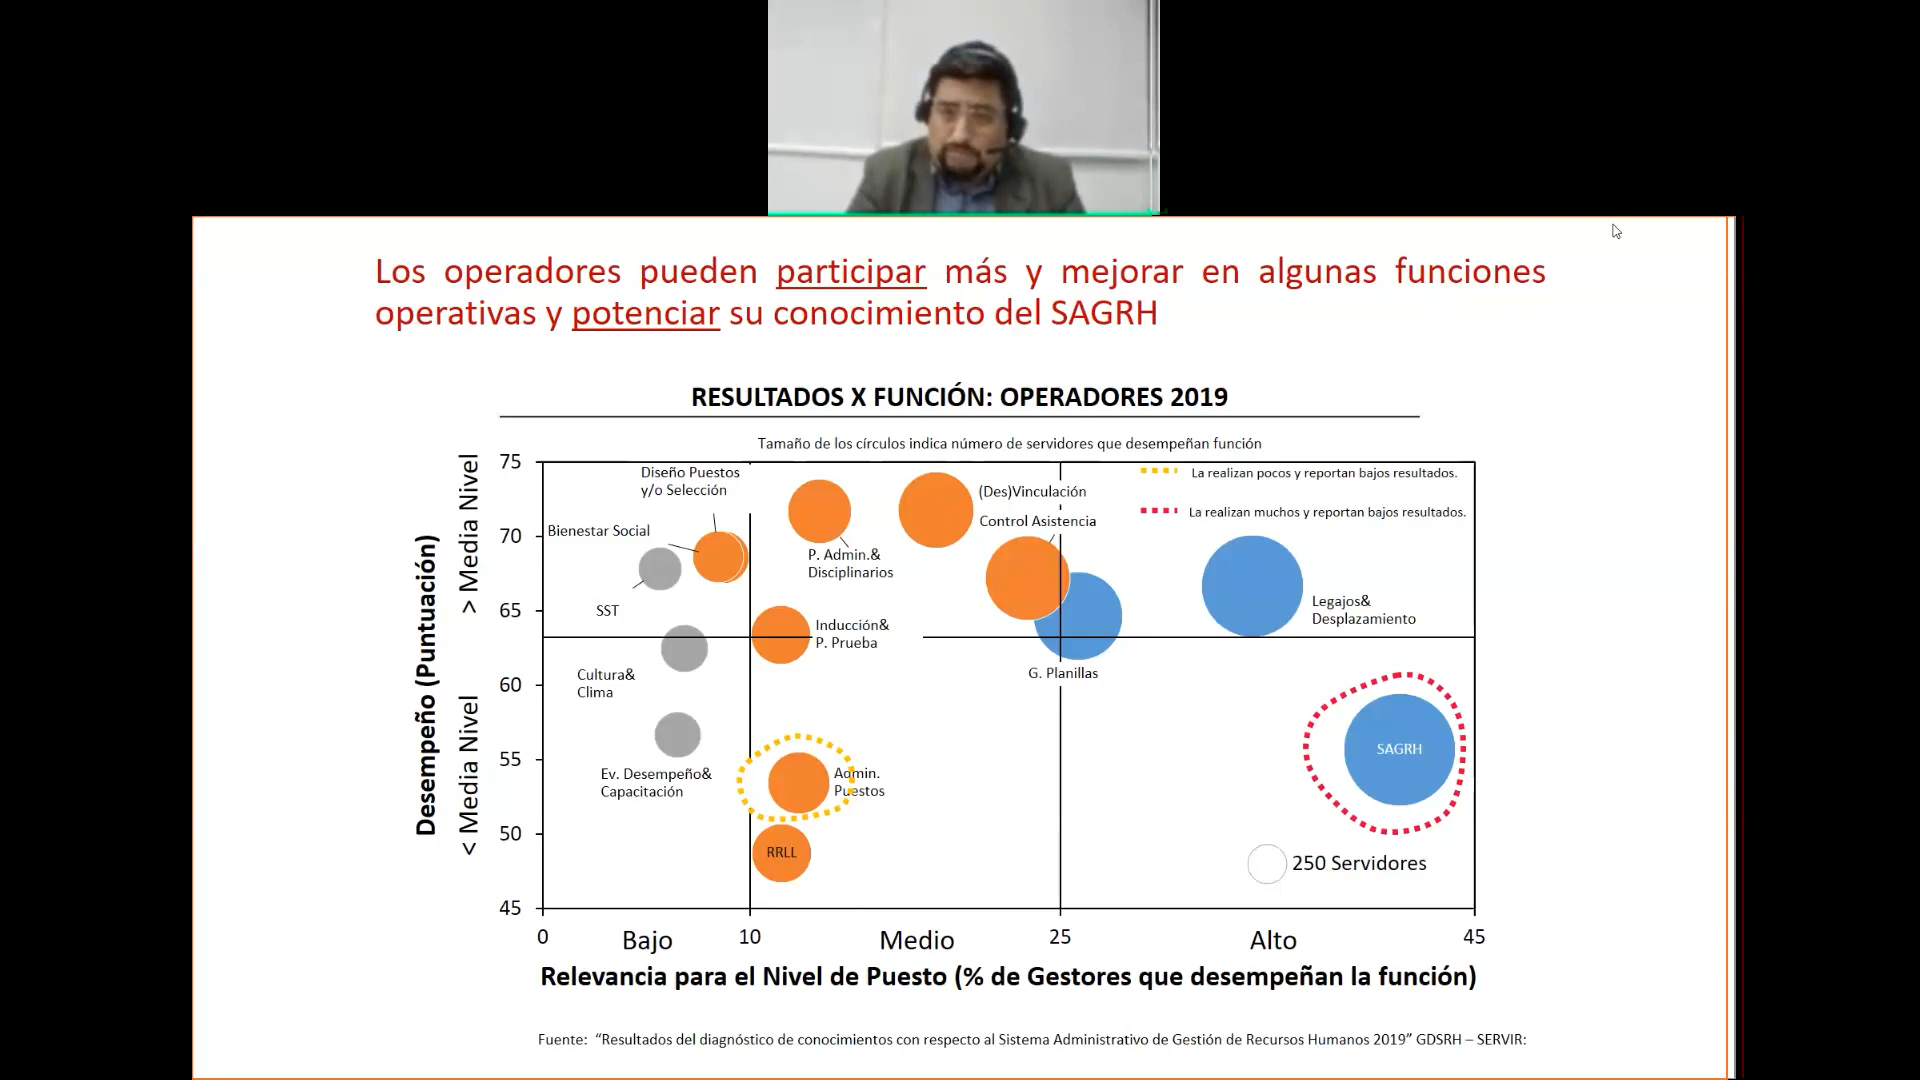 Los operadores pueden participar más y mejorar en algunas funciones
operativas y potenciar su conocimiento del SAGRH
RESULTADOS X FUNCIÓN: OPERADORES 2019
Tamaño de los círculos indica número de servidores que desempeñan función
Desempeño (Puntuación)
> Media Nivel
< Media Nivel
75
70
65
60
55
50
45
Diseño Puestos
y/o Selección
Bienestar Social
SST
Cultura&
Clima
Ev. Desempeño&
Capacitación
P. Admin.&
Disciplinarios
Inducción&
P. Prueba
Admin.
Puestos
RRLL
(Des)Vinculación
Control Asistencia
G. Planillas
La realizan pocos y reportan bajos resultados.
La realizan muchos y reportan bajos resultados.
Legajos&
Desplazamiento
SAGRH
250 Servidores
0 Bajo 10 Medio 25 Alto 45
Relevancia para el Nivel de Puesto (% de Gestores que desempeñan la función)
Fuente: “Resultados del diagnóstico de conocimientos con respecto al Sistema Administrativo de Gestión de Recursos Humanos 2019” GDSRH – SERVIR: